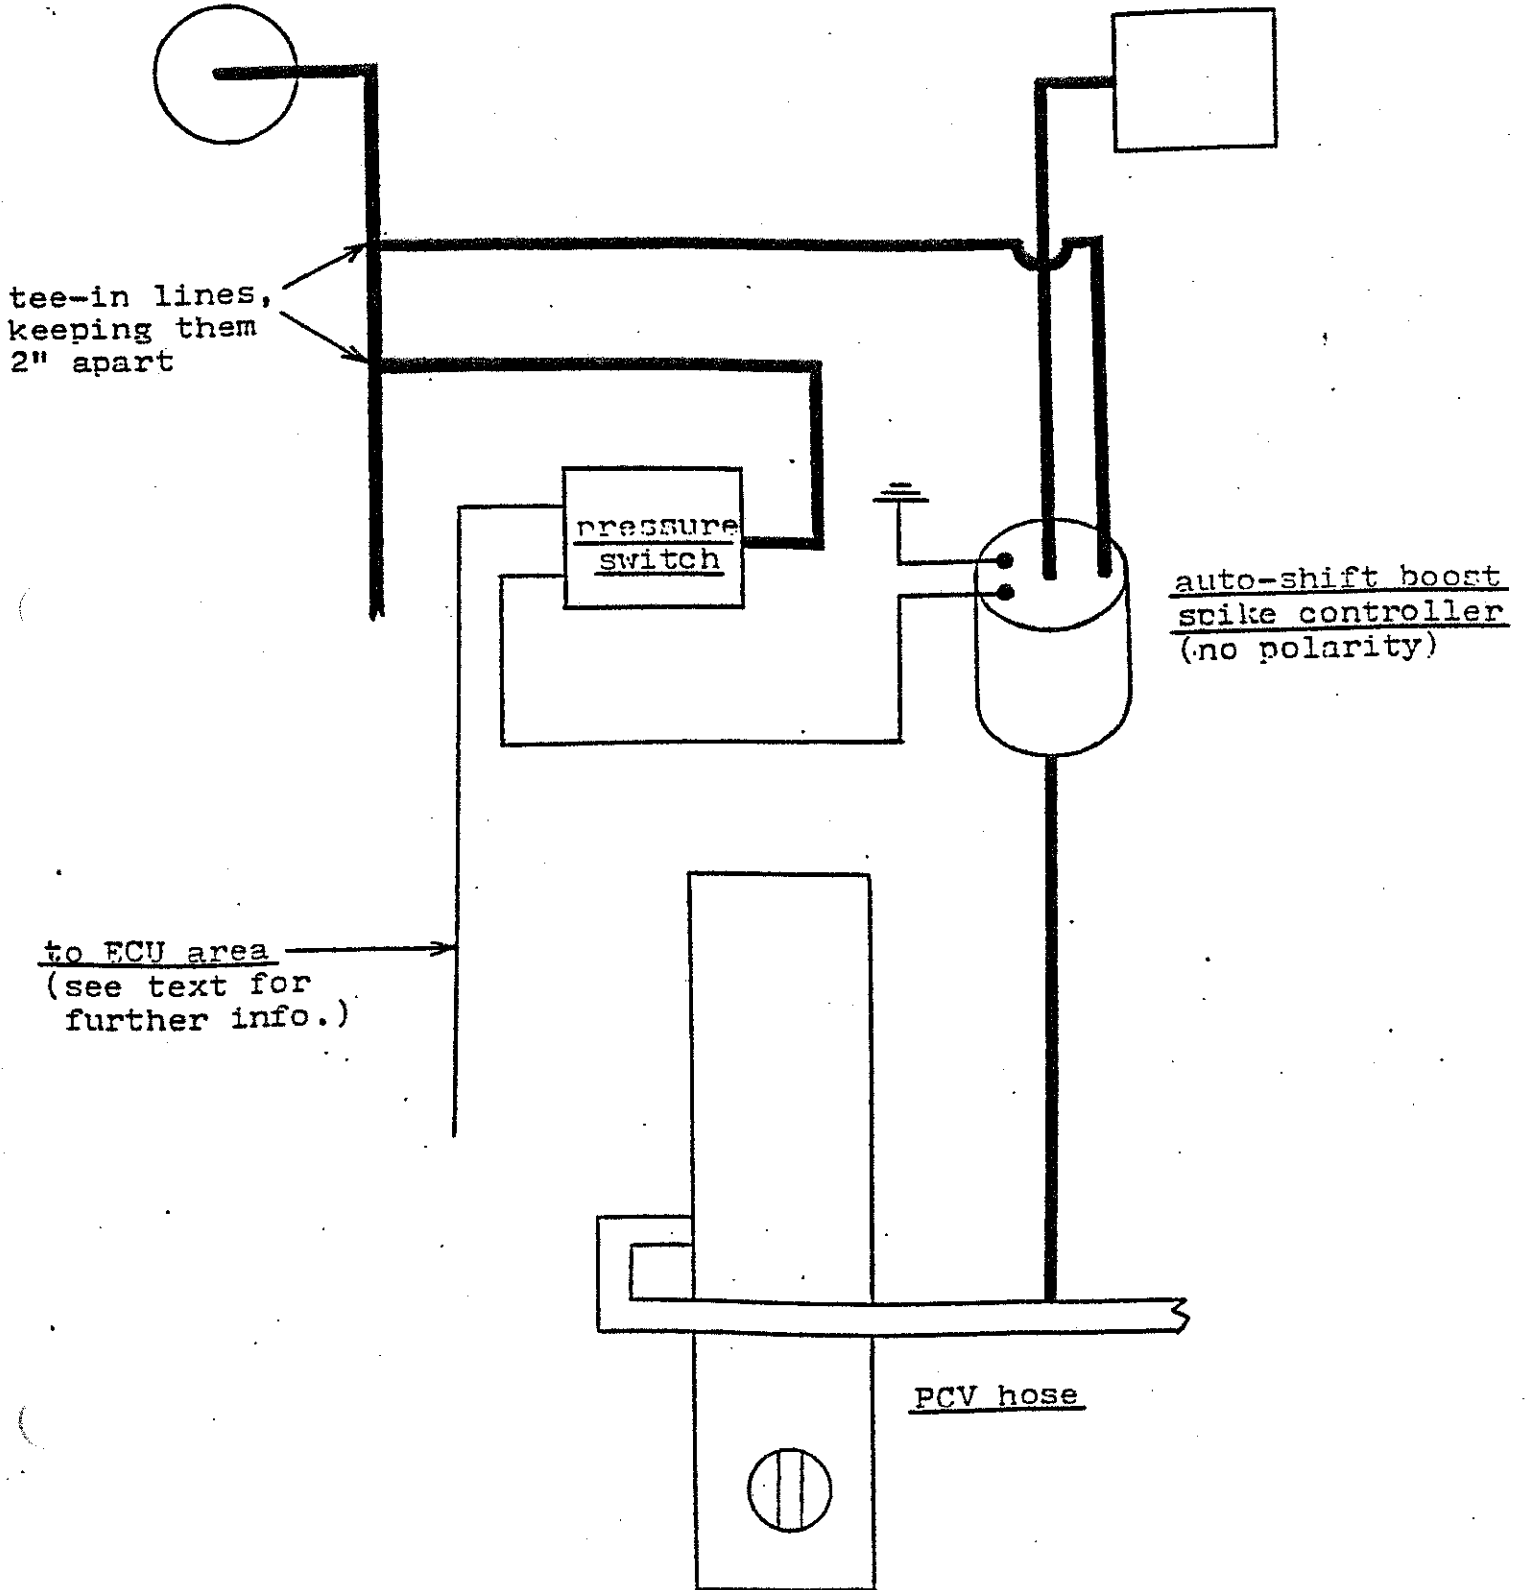 tee-in lines,
keeping them
2" apart
pressure
switch
auto-shift boost
spike controller
(no polarity)
to ECU area
(see text for
further info.)
PCV hose